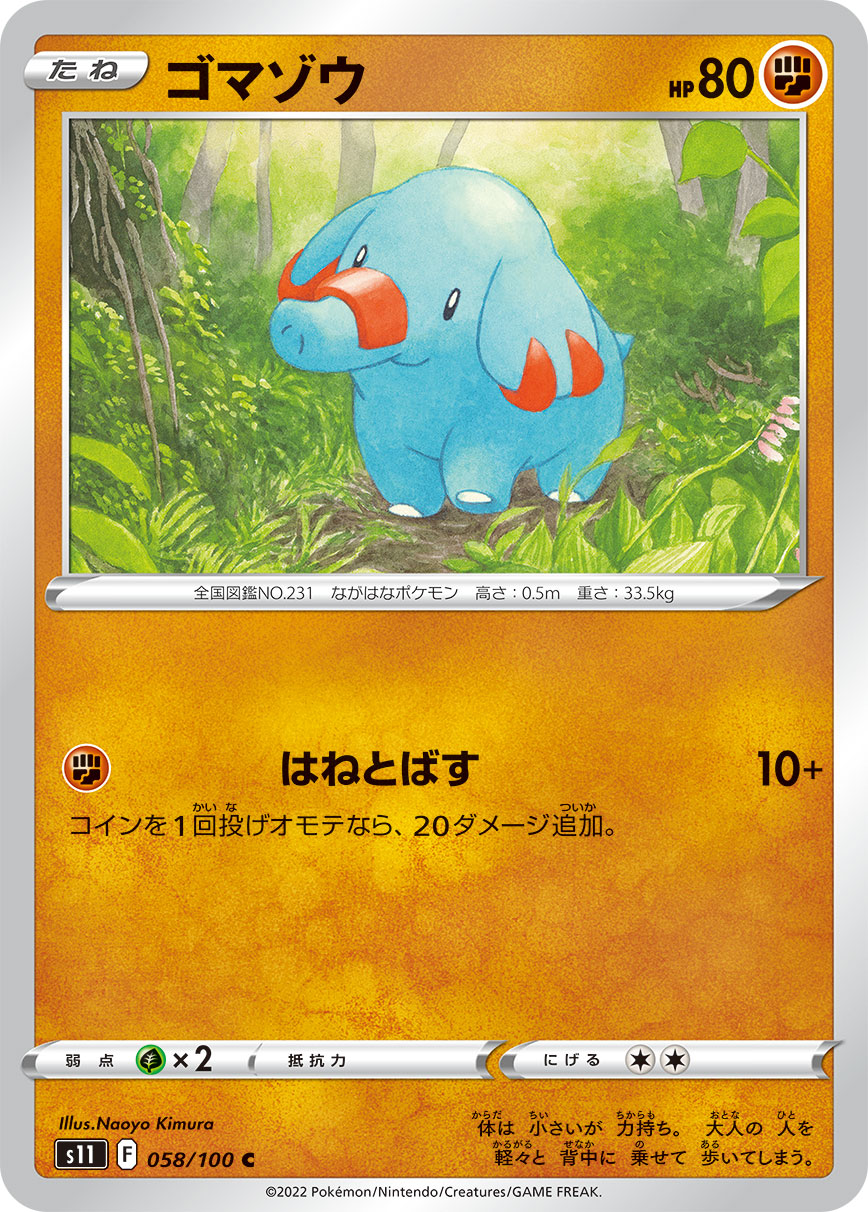 たね
ゴマゾウ
HP80
全国図鑑NO.231 ながはなポケモン 高さ:0.5m 重さ:33.5kg
はねとばす 10+
コインを1回投げオモテなら、20ダメージ追加。
弱点 ×2 抵抗力 にげる
Illus.Naoyo Kimura
s11 F 058/100 C
体は 小さいが 力持ち。 大人の 人を
軽々と 背中に 乗せて 歩いてしまう。
©2022 Pokémon/Nintendo/Creatures/GAME FREAK.